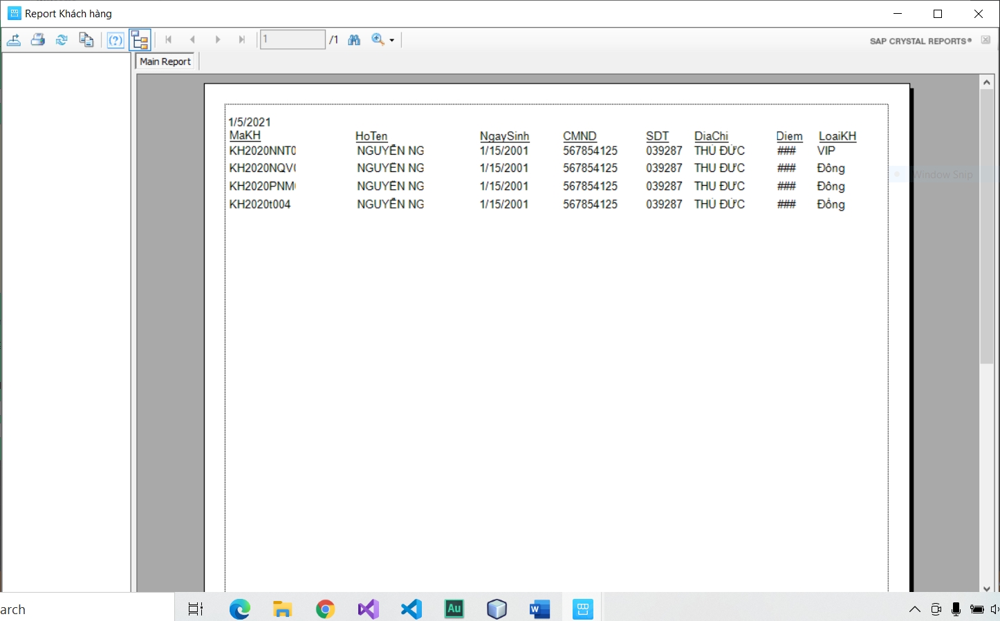 Report Khách hàng
1 /1
SAP CRYSTAL REPORTS®
Main Report
1/5/2021
MaKH HoTen NgaySinh CMND SDT DiaChi Diem LoaiKH
KH2020NNT0 NGUYỄN NG 1/15/2001 567854125 039287 THỦ ĐỨC ### VIP
KH2020NQV0 NGUYỄN NG 1/15/2001 567854125 039287 THỦ ĐỨC ### Đồng
KH2020PNM NGUYỄN NG 1/15/2001 567854125 039287 THỦ ĐỨC ### Đồng
KH2020t004 NGUYỄN NG 1/15/2001 567854125 039287 THỦ ĐỨC ### Đồng
Window Snip
arch
Au
W